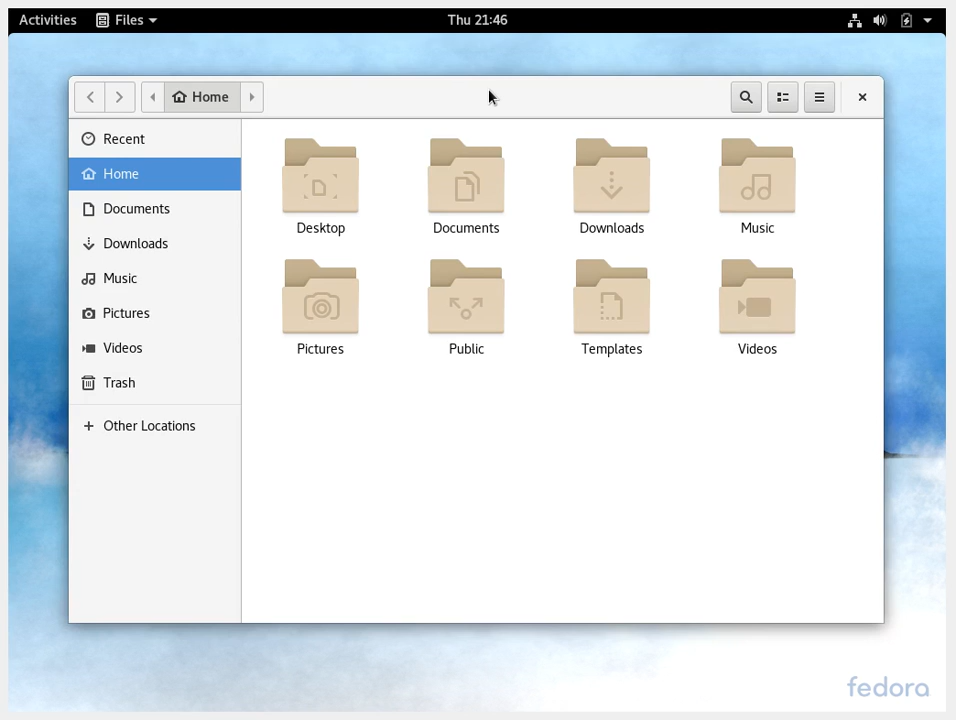 Activities Files Thu 21:46
Home
Recent
Home
Documents
Downloads
Music
Pictures
Videos
Trash
Other Locations
Desktop Documents Downloads Music
Pictures Public Templates Videos
fedora